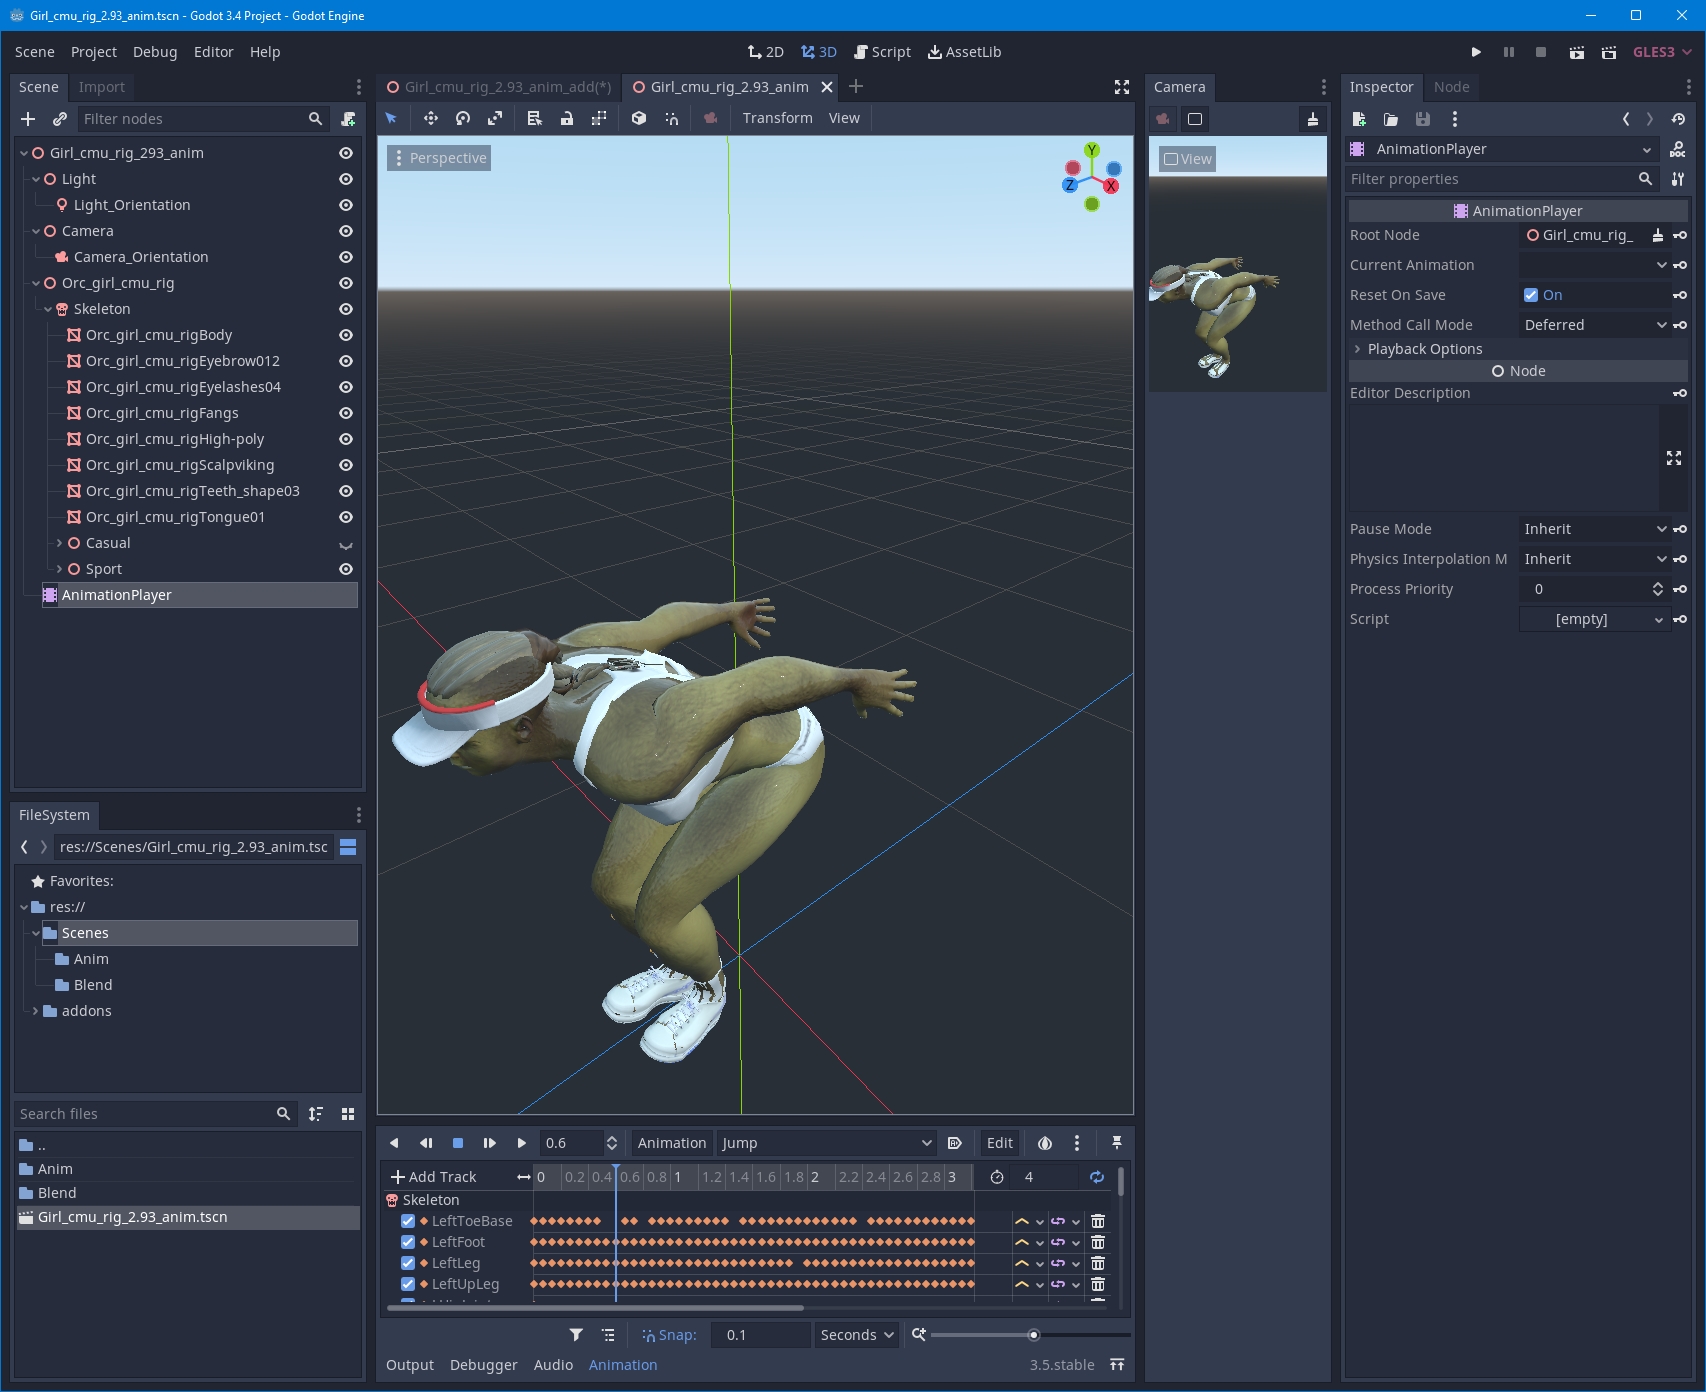 Girl_cmu_rig_2.93_anim.tscn - Godot 3.4 Project - Godot Engine
Scene Project Debug Editor Help
2D 3D Script AssetLib
GLES3
Scene Import
Filter nodes
Girl_cmu_rig_293_anim
Light
Light_Orientation
Camera
Camera_Orientation
Orc_girl_cmu_rig
Skeleton
Orc_girl_cmu_rigBody
Orc_girl_cmu_rigEyebrow012
Orc_girl_cmu_rigEyelashes04
Orc_girl_cmu_rigFangs
Orc_girl_cmu_rigHigh-poly
Orc_girl_cmu_rigScalpviking
Orc_girl_cmu_rigTeeth_shape03
Orc_girl_cmu_rigTongue01
Casual
Sport
AnimationPlayer
FileSystem
res://Scenes/Girl_cmu_rig_2.93_anim.tsc
Favorites:
res://
Scenes
Anim
Blend
addons
Search files
..
Anim
Blend
Girl_cmu_rig_2.93_anim.tscn
Girl_cmu_rig_2.93_anim_add(*) Girl_cmu_rig_2.93_anim
Transform View
Perspective
Y
Z X
0.6 Animation Jump Edit
Add Track 0 0.2 0.4 0.6 0.8 1 1.2 1.4 1.6 1.8 2 2.2 2.4 2.6 2.8 3 4
Skeleton
LeftToeBase
LeftFoot
LeftLeg
LeftUpLeg
Snap: 0.1 Seconds
Output Debugger Audio Animation 3.5.stable
Camera
View
Inspector Node
AnimationPlayer
Filter properties
AnimationPlayer
Root Node Girl_cmu_rig_
Current Animation
Reset On Save On
Method Call Mode Deferred
Playback Options
Node
Editor Description
Pause Mode Inherit
Physics Interpolation M Inherit
Process Priority 0
Script [empty]